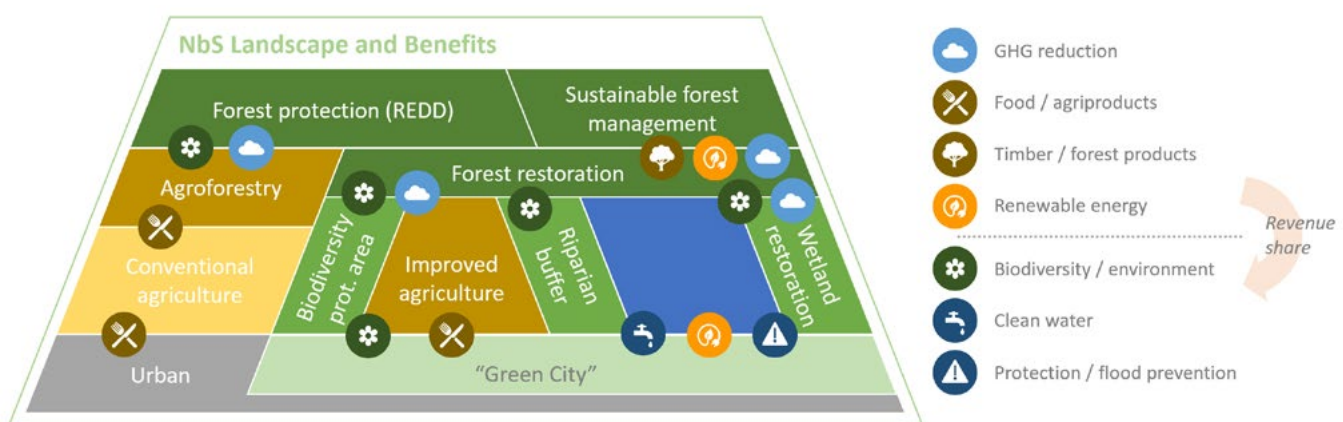 NbS Landscape and Benefits
Forest protection (REDD)
Sustainable forest
management
Agroforestry
Forest restoration
Conventional
agriculture
Biodiversity
prot. area
Improved
agriculture
Riparian
buffer
Wetland
restoration
Urban
"Green City"
GHG reduction
Food / agriproducts
Timber / forest products
Renewable energy
Revenue
share
Biodiversity / environment
Clean water
Protection / flood prevention